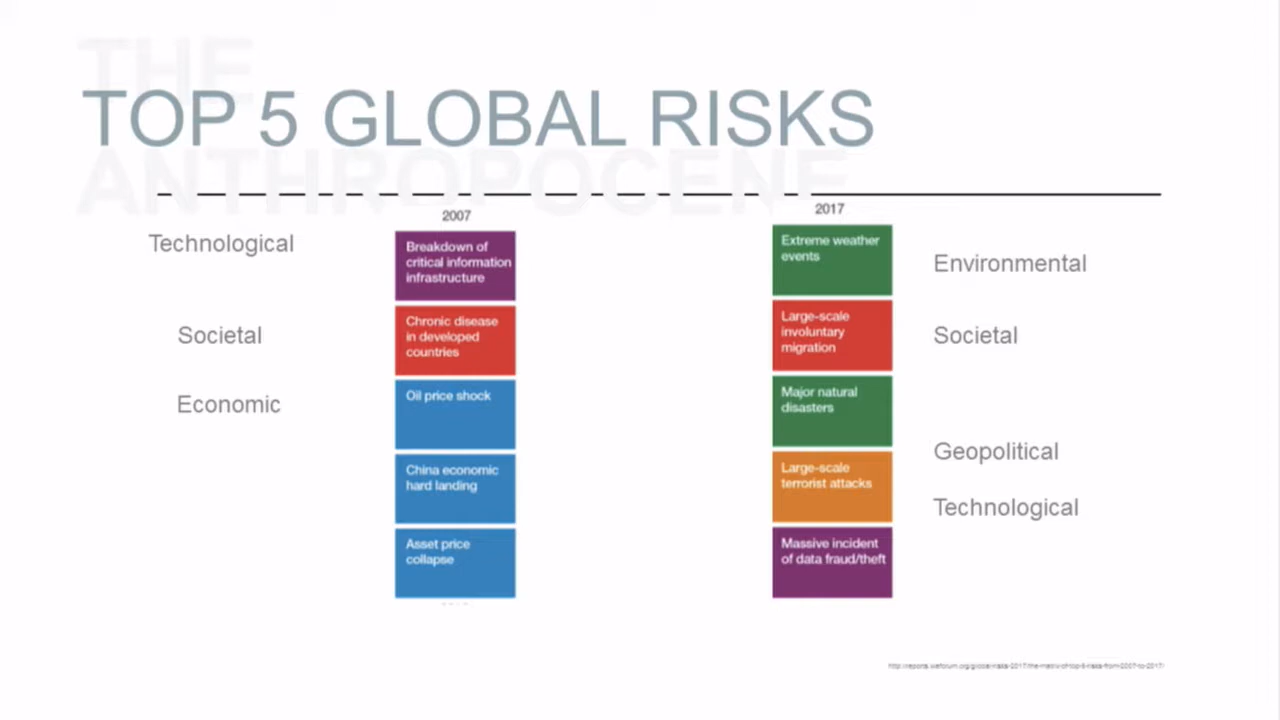 THE
TOP 5 GLOBAL RISKS
ANTHROPOCENE
2007
Technological
Breakdown of
critical information
infrastructure
Societal
Chronic disease
in developed
countries
Economic
Oil price shock
China economic
hard landing
Asset price
collapse
2017
Extreme weather
events
Environmental
Large-scale
involuntary
migration
Societal
Major natural
disasters
Geopolitical
Large-scale
terrorist attacks
Technological
Massive incident
of data fraud/theft